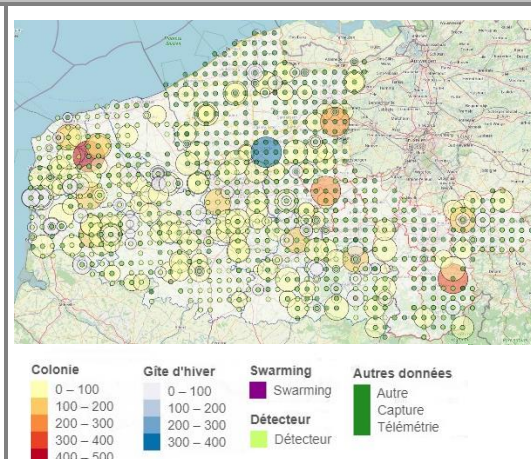 Colonie
0 – 100
100 – 200
200 – 300
300 – 400
400 – 500
Gîte d'hiver
0 – 100
100 – 200
200 – 300
300 – 400
Swarming
Swarming
Détecteur
Détecteur
Autres données
Autre
Capture
Télémétrie